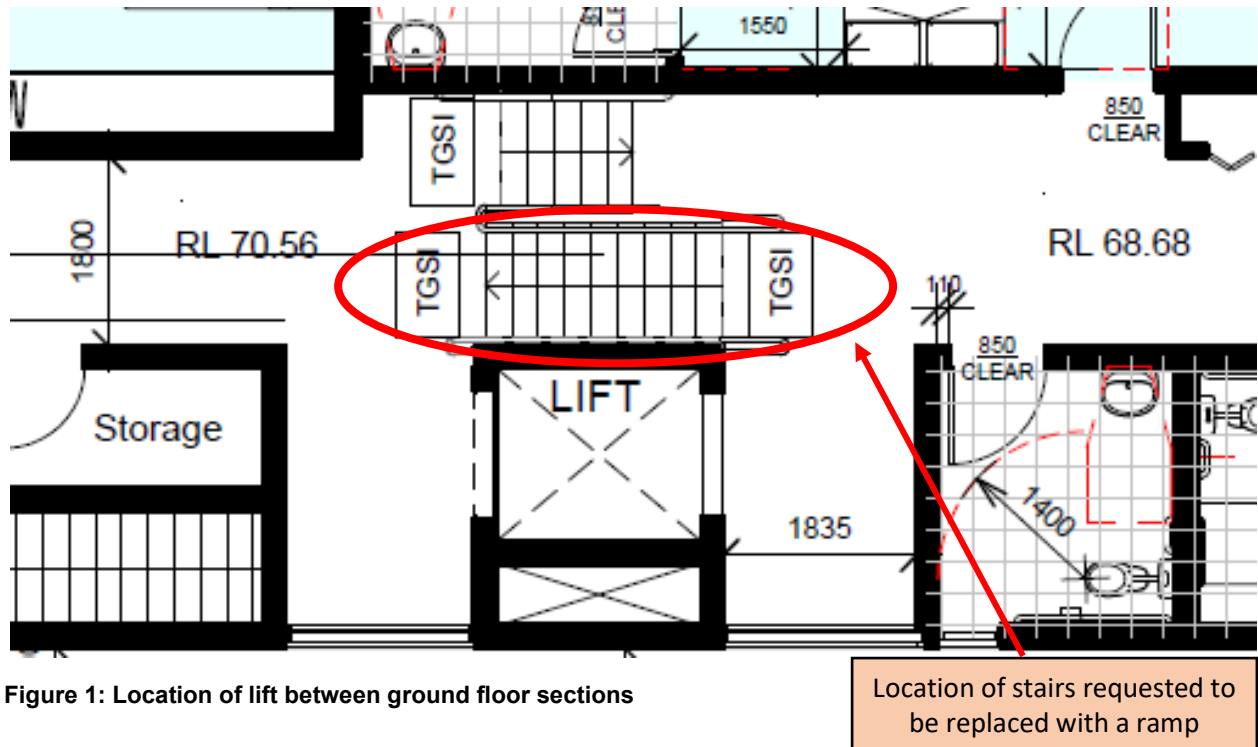 1550
850
CLEAR
TGSI
1800
RL 70.56
RL 68.68
TGSI
TGSI
110
850
CLEAR
LIFT
Storage
1400
1835
Figure 1: Location of lift between ground floor sections
Location of stairs requested to
be replaced with a ramp